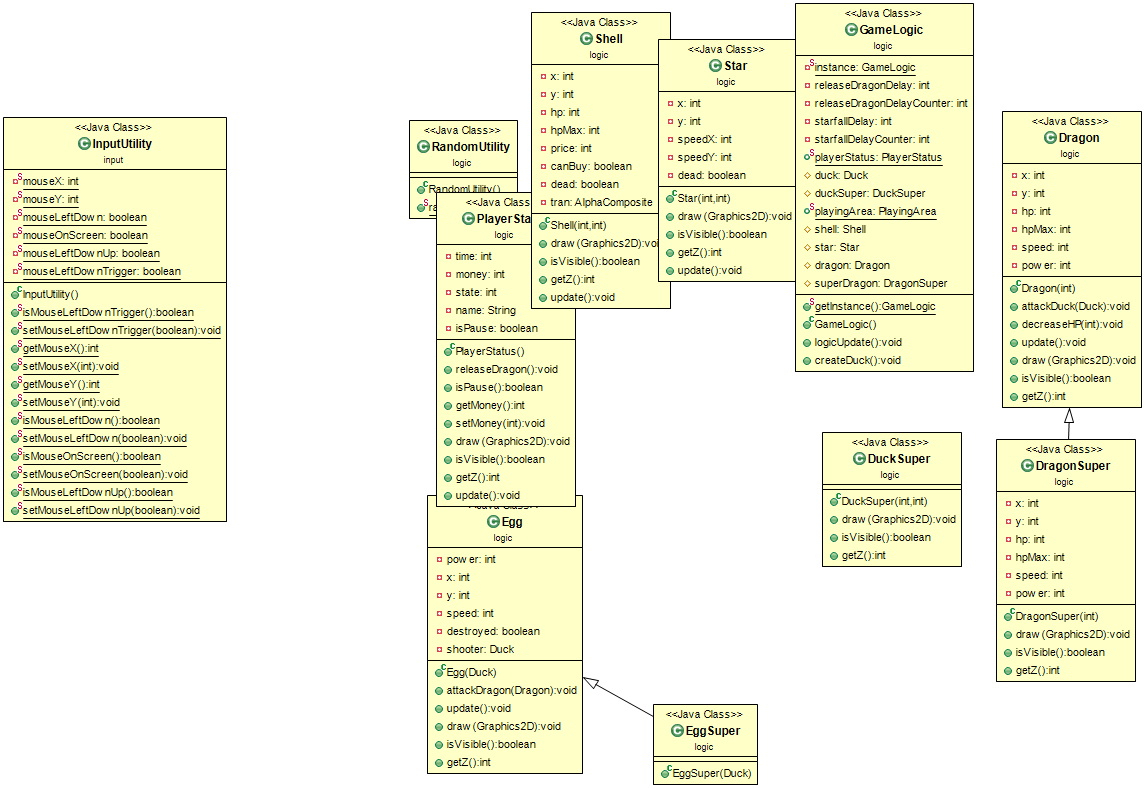 <<Java Class>>
InputUtility
input
mouseX: int
mouseY: int
mouseLeftDown: boolean
mouseOnScreen: boolean
mouseLeftDownUp: boolean
mouseLeftDownTrigger: boolean
InputUtility()
isMouseLeftDownTrigger():boolean
setMouseLeftDownTrigger(boolean):void
getMouseX():int
setMouseX(int):void
getMouseY():int
setMouseY(int):void
isMouseLeftDown():boolean
setMouseLeftDown(boolean):void
isMouseOnScreen():boolean
setMouseOnScreen(boolean):void
isMouseLeftDownUp():boolean
setMouseLeftDownUp(boolean):void
<<Java Class>>
RandomUtility
logic
RandomUtility()
<<Java Cla
PlayerSta
logic
time: int
money: int
state: int
name: String
isPause: boolean
PlayerStatus()
releaseDragon():void
isPause():boolean
getMoney():int
setMoney(int):void
draw(Graphics2D):void
isVisible():boolean
getZ():int
update():void
<<Java Class>>
Egg
logic
power: int
x: int
y: int
speed: int
destroyed: boolean
shooter: Duck
Egg(Duck)
attackDragon(Dragon):void
update():void
draw(Graphics2D):void
isVisible():boolean
getZ():int
<<Java Class>>
Shell
logic
x: int
y: int
hp: int
hpMax: int
price: int
canBuy: boolean
dead: boolean
tran: AlphaComposite
Shell(int,int)
draw(Graphics2D):voi
isVisible():boolean
getZ():int
update():void
<<Java Class>>
Star
logic
x: int
y: int
speedX: int
speedY: int
dead: boolean
Star(int,int)
draw(Graphics2D):void
isVisible():boolean
getZ():int
update():void
<<Java Class>>
GameLogic
logic
instance: GameLogic
releaseDragonDelay: int
releaseDragonDelayCounter: int
starfallDelay: int
starfallDelayCounter: int
playerStatus: PlayerStatus
duck: Duck
duckSuper: DuckSuper
playingArea: PlayingArea
shell: Shell
star: Star
dragon: Dragon
superDragon: DragonSuper
getInstance():GameLogic
GameLogic()
logicUpdate():void
createDuck():void
<<Java Class>>
Dragon
logic
x: int
y: int
hp: int
hpMax: int
speed: int
power: int
Dragon(int)
attackDuck(Duck):void
decreaseHP(int):void
update():void
draw(Graphics2D):void
isVisible():boolean
getZ():int
<<Java Class>>
DuckSuper
logic
DuckSuper(int,int)
draw(Graphics2D):void
isVisible():boolean
getZ():int
<<Java Class>>
DragonSuper
logic
x: int
y: int
hp: int
hpMax: int
speed: int
power: int
DragonSuper(int)
draw(Graphics2D):void
isVisible():boolean
getZ():int
<<Java Class>>
EggSuper
logic
EggSuper(Duck)